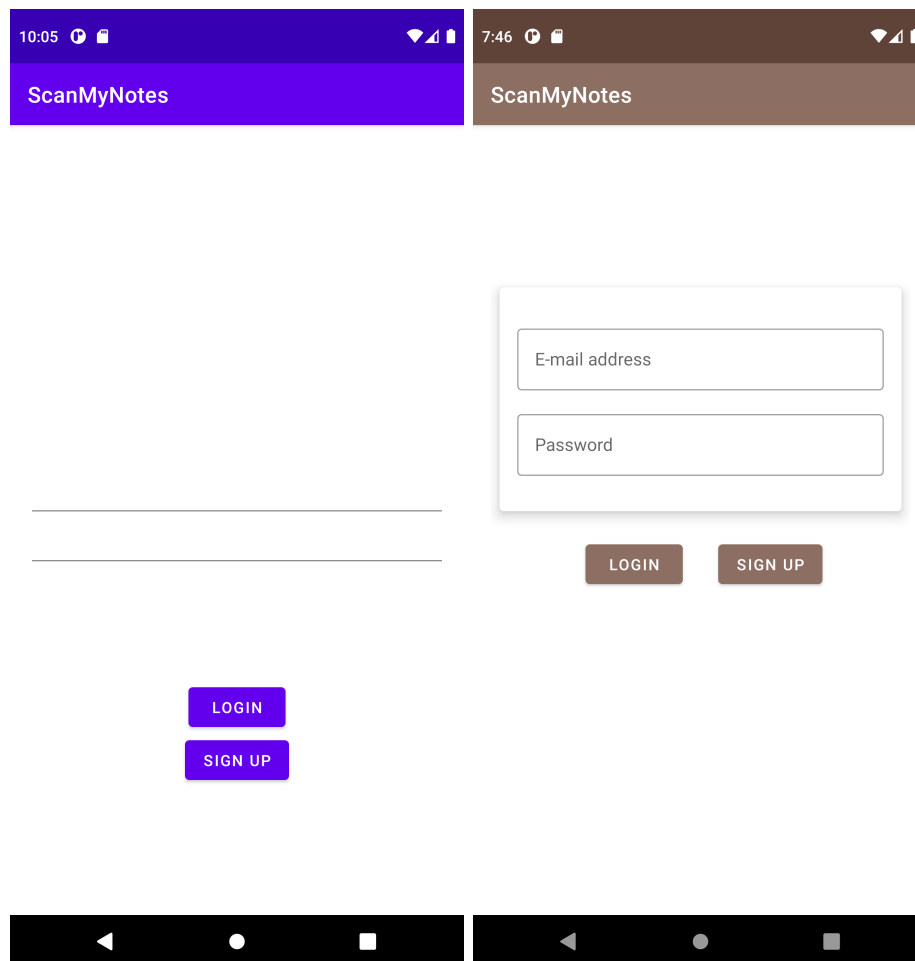 10:05
ScanMyNotes
LOGIN
SIGN UP
7:46
ScanMyNotes
E-mail address
Password
LOGIN
SIGN UP